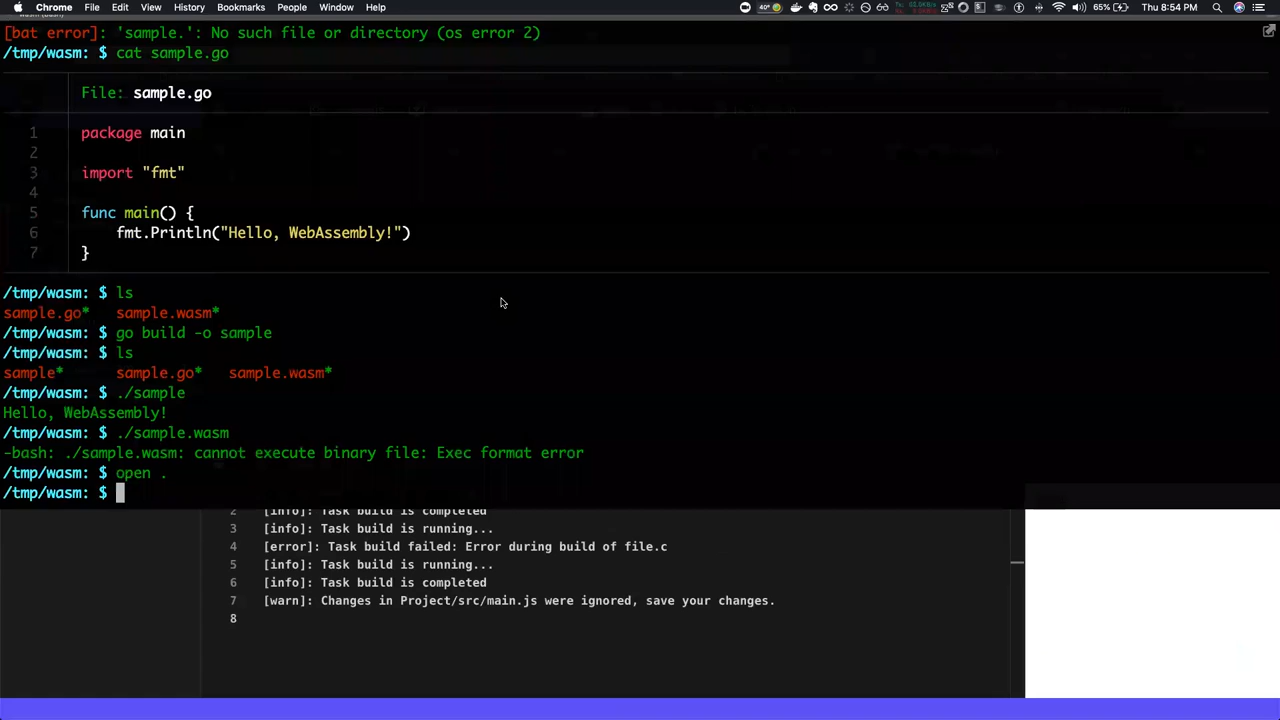 Chrome File Edit View History Bookmarks People Window Help 40° 65% Thu 8:54 PM
[bat error]: 'sample.': No such file or directory (os error 2)
/tmp/wasm: $ cat sample.go
File: sample.go
1 package main
2
3 import "fmt"
4
5 func main() {
6 fmt.Println("Hello, WebAssembly!")
7 }
/tmp/wasm: $ ls
sample.go* sample.wasm*
/tmp/wasm: $ go build -o sample
/tmp/wasm: $ ls
sample* sample.go* sample.wasm*
/tmp/wasm: $ ./sample
Hello, WebAssembly!
/tmp/wasm: $ ./sample.wasm
-bash: ./sample.wasm: cannot execute binary file: Exec format error
/tmp/wasm: $ open .
/tmp/wasm: $
2 [info]: Task build is completed
3 [info]: Task build is running...
4 [error]: Task build failed: Error during build of file.c
5 [info]: Task build is running...
6 [info]: Task build is completed
7 [warn]: Changes in Project/src/main.js were ignored, save your changes.
8